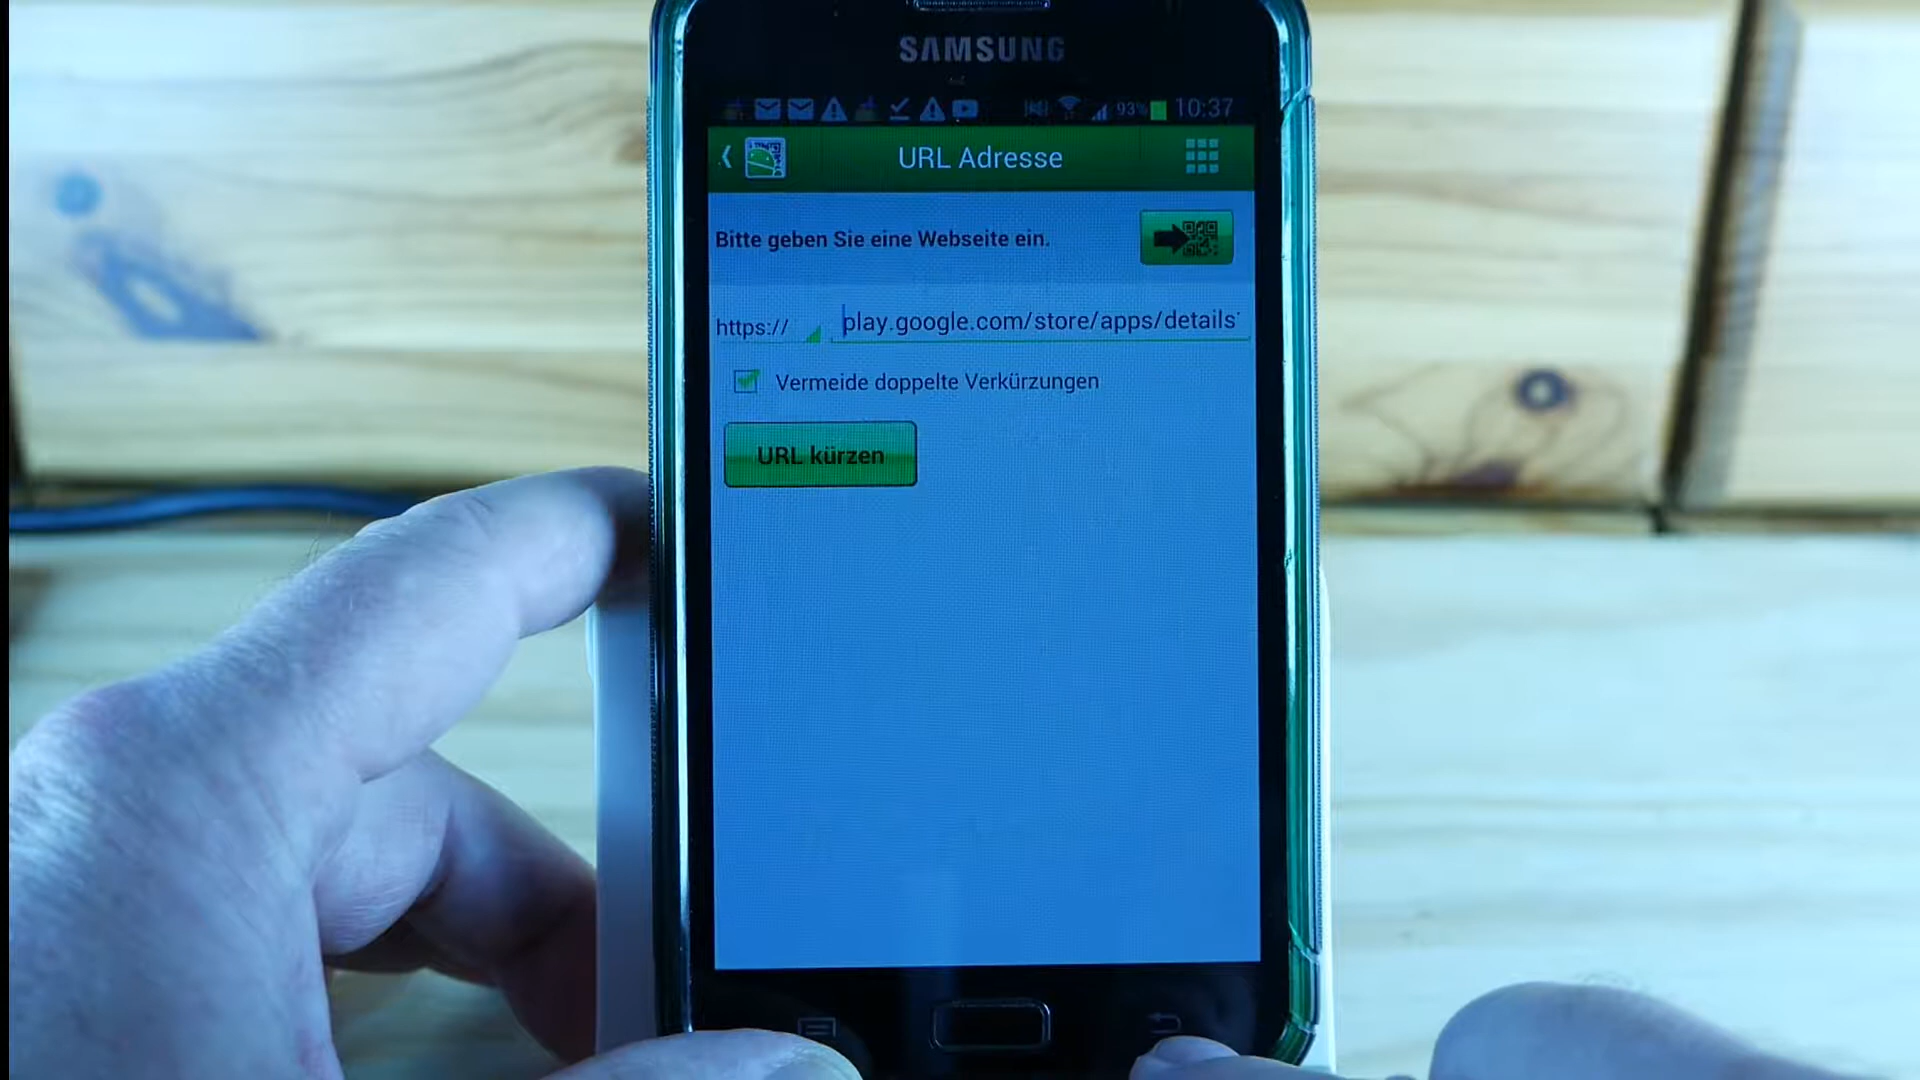 SAMSUNG
93% 10:37
URL Adresse
Bitte geben Sie eine Webseite ein.
https:// play.google.com/store/apps/details
Vermeide doppelte Verkürzungen
URL kürzen